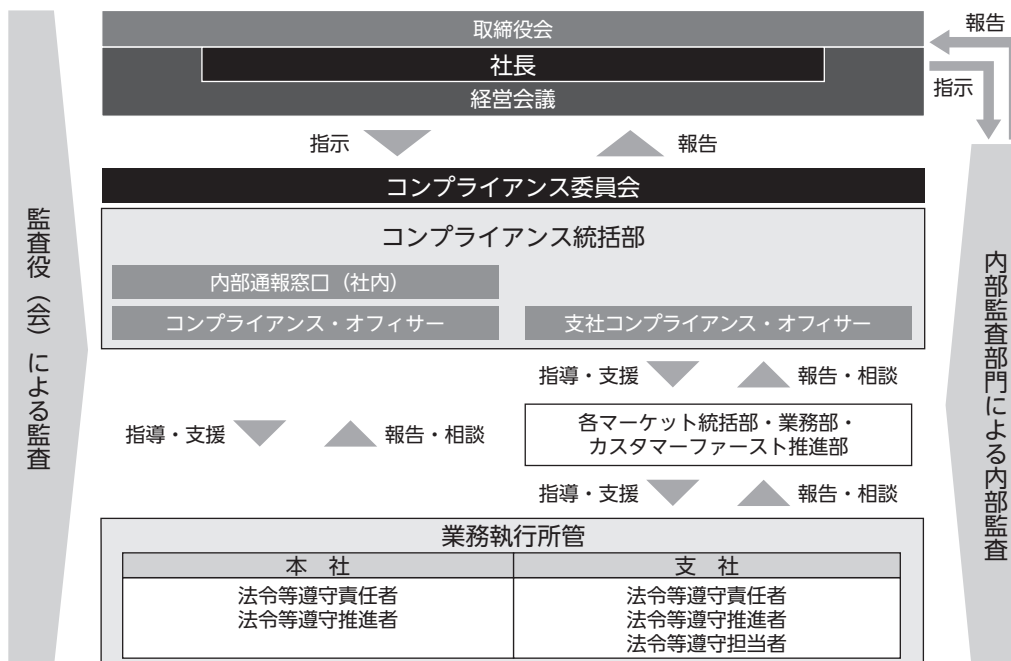 取締役会
社長
経営会議
報告
指示
指示
報告
コンプライアンス委員会
コンプライアンス統括部
内部通報窓口（社内）
コンプライアンス・オフィサー
支社コンプライアンス・オフィサー
指導・支援
報告・相談
指導・支援
報告・相談
各マーケット統括部・業務部・
カスタマーファースト推進部
指導・支援
報告・相談
業務執行所管
本　社
支　社
法令等遵守責任者
法令等遵守推進者
法令等遵守責任者
法令等遵守推進者
法令等遵守担当者
監査役（会）による監査
内部監査部門による内部監査